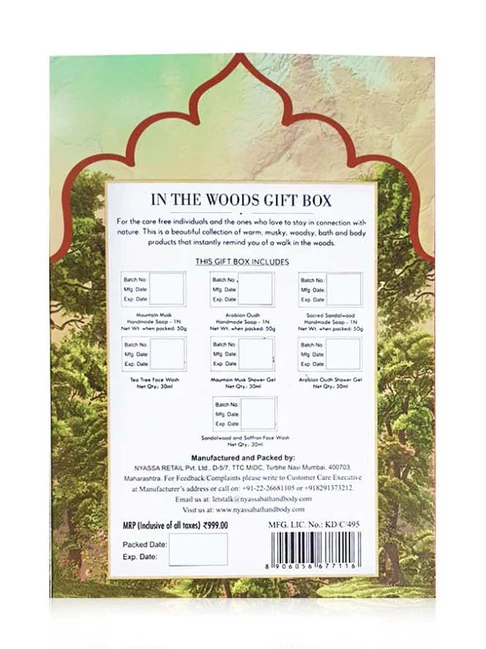 IN THE WOODS GIFT BOX
For the care free individuals and the ones who love to stay in connection with
nature. This is a beautiful collection of warm, musky, woodsy, bath and body
products that instantly remind you of a walk in the woods.
THIS GIFT BOX INCLUDES
Batch No. Batch No. Batch No.
Mfg. Date: Mfg. Date: Mfg. Date:
Exp. Date: Exp. Date: Exp. Date:
Mountain Musk Arabian Oudh Sacred Sandalwood
Handmade Soap - 1N Handmade Soap - 1N Handmade Soap - 1N
Net Wt. when packed: 50g Net Wt. when packed: 50g Net Wt. when packed: 50g
Batch No. Batch No. Batch No.
Mfg. Date: Mfg. Date: Mfg. Date:
Exp. Date: Exp. Date: Exp. Date:
Tea Tree Face Wash Mountain Musk Shower Gel Arabian Oudh Shower Gel
Net Qty.: 30ml Net Qty.: 30ml Net Qty.: 30ml
Batch No.
Mfg. Date:
Exp. Date:
Sandalwood and Saffron Face Wash
Net Qty.: 30ml
Manufactured and Packed by:
NYASSA RETAIL Pvt. Ltd., D-5/7, TTC MIDC, Turbhe Navi Mumbai, 400703,
Maharastra. For Feedback/Complaints please write to Customer Care Executive
at Manufacturer's address or call on: +91-22-26681105 or +918291373212.
Email us at: letstalk@nyassabathandbody.com
Visit us at: www.nyassabathandbody.com
MRP (Inclusive of all taxes) ₹999.00 MFG. LIC. No.: KD/C/495
Packed Date:
Exp. Date:
8 906056 677116